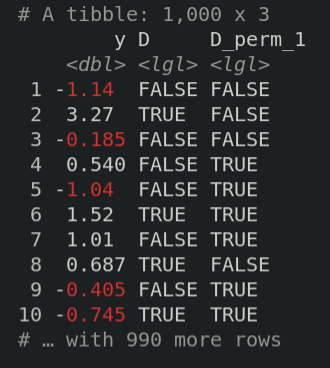 # A tibble: 1,000 x 3
y D D_perm_1
<dbl> <lgl> <lgl>
1 -1.14 FALSE FALSE
2 3.27 TRUE FALSE
3 -0.185 FALSE FALSE
4 0.540 FALSE TRUE
5 -1.04 FALSE TRUE
6 1.52 TRUE TRUE
7 1.01 FALSE TRUE
8 0.687 TRUE FALSE
9 -0.405 FALSE TRUE
10 -0.745 TRUE TRUE
# … with 990 more rows